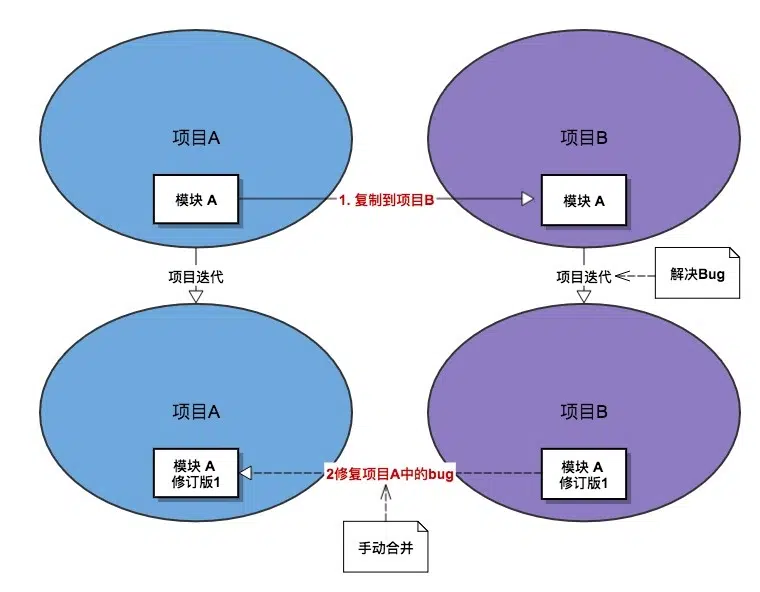 项目A
项目B
模块 A
1. 复制到项目B
模块 A
项目迭代
项目迭代
解决Bug
项目A
项目B
模块 A
修订版1
2修复项目A中的bug
模块 A
修订版1
手动合并